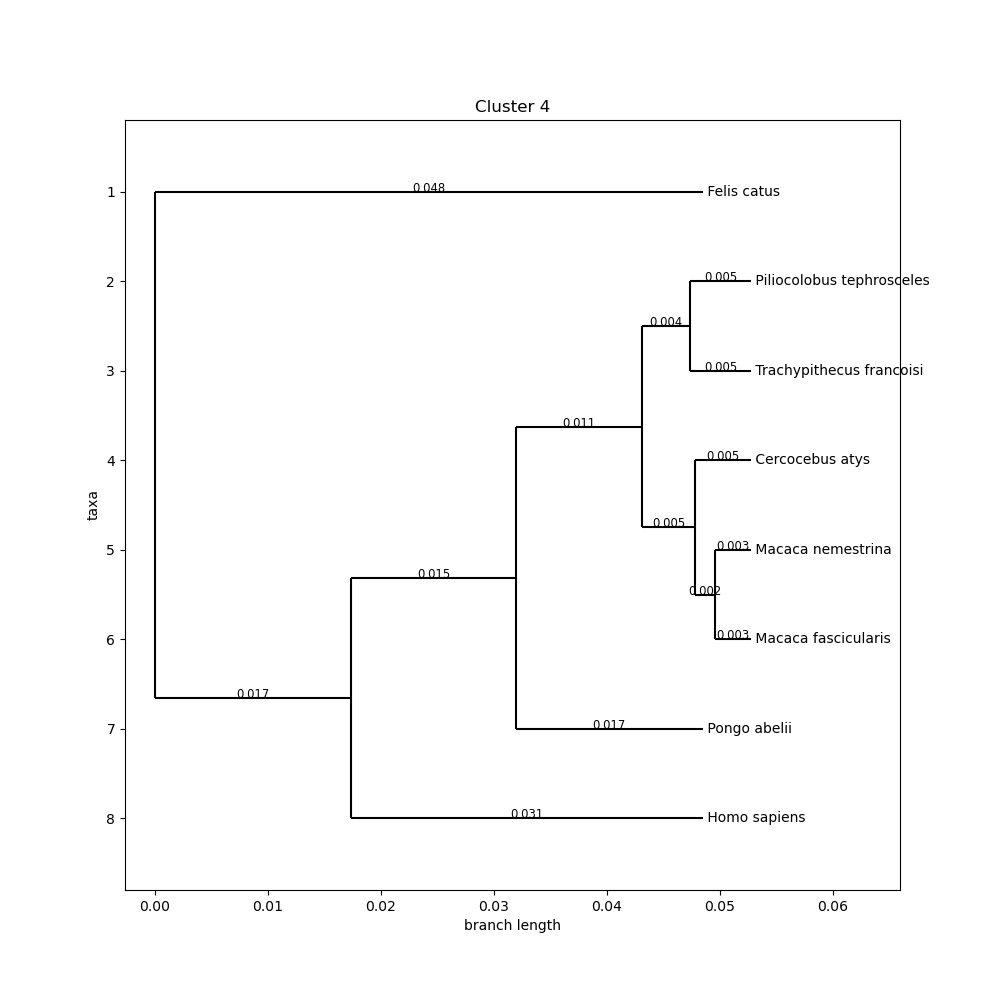 Cluster 4
1
0.048
Felis catus
2
0.005
Piliocolobus tephrosceles
0.004
3
0.005
Trachypithecus francoisi
0.011
4
0.005
Cercocebus atys
taxa
0.005
5
0.003
Macaca nemestrina
0.015
0.002
6
0.003
Macaca fascicularis
0.017
7
0.017
Pongo abelii
8
0.031
Homo sapiens
0.00 0.01 0.02 0.03 0.04 0.05 0.06
branch length